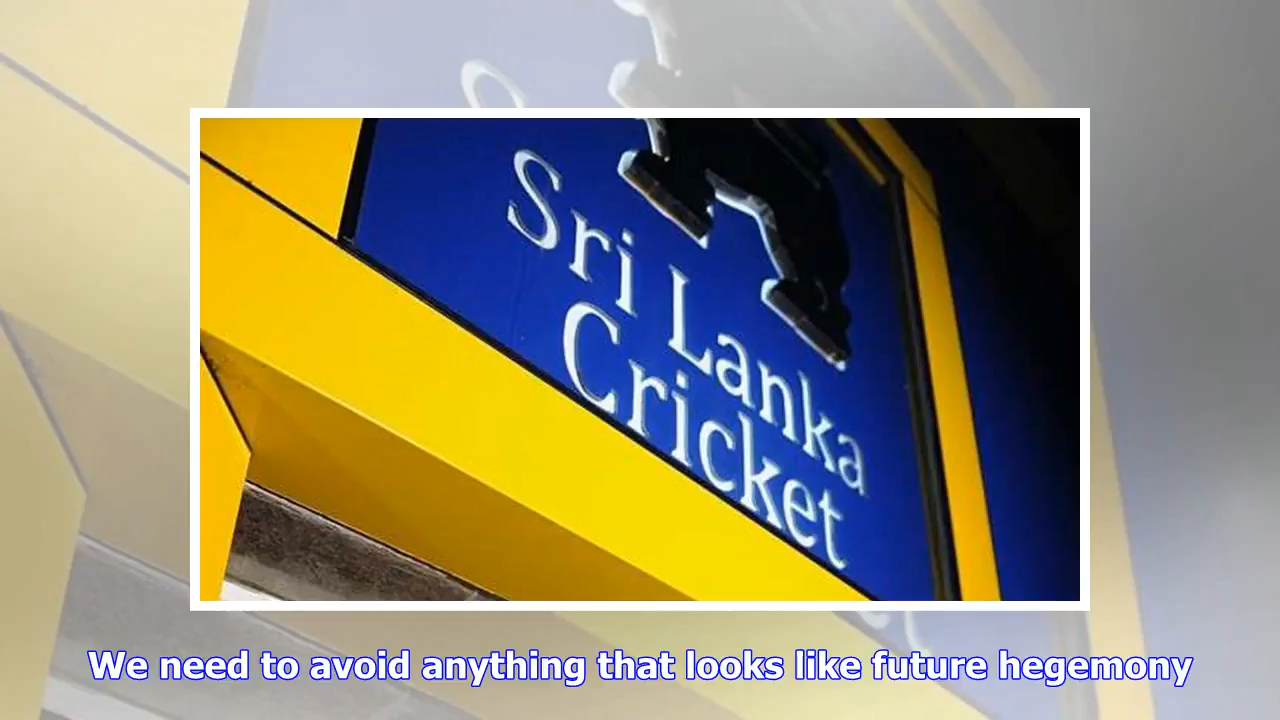 Sri Lanka
Cricket
We need to avoid anything that looks like future hegemony